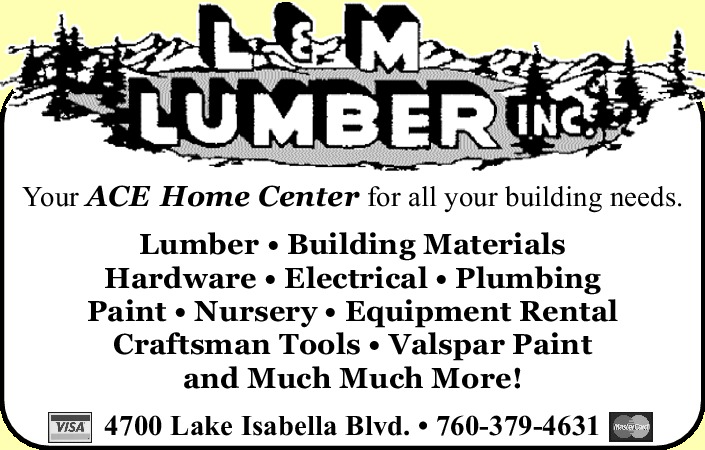 L & M
LUMBER INC.
Your ACE Home Center for all your building needs.
Lumber • Building Materials
Hardware • Electrical • Plumbing
Paint • Nursery • Equipment Rental
Craftsman Tools • Valspar Paint
and Much Much More!
VISA 4700 Lake Isabella Blvd. • 760-379-4631 MasterCard